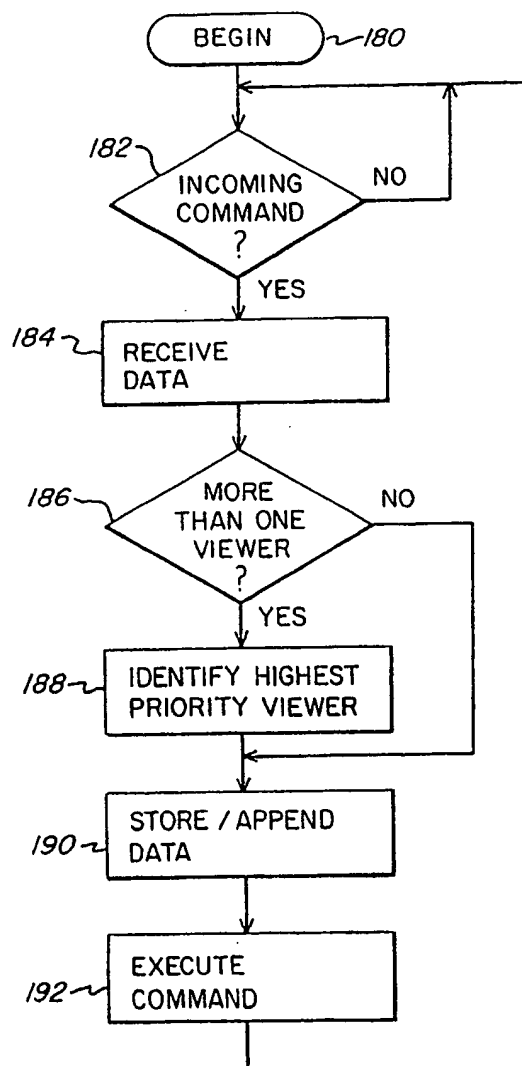 BEGIN 180
182
INCOMING
COMMAND
?
NO
YES
184
RECEIVE
DATA
186
MORE
THAN ONE
VIEWER
?
NO
YES
188
IDENTIFY HIGHEST
PRIORITY VIEWER
190
STORE / APPEND
DATA
192
EXECUTE
COMMAND